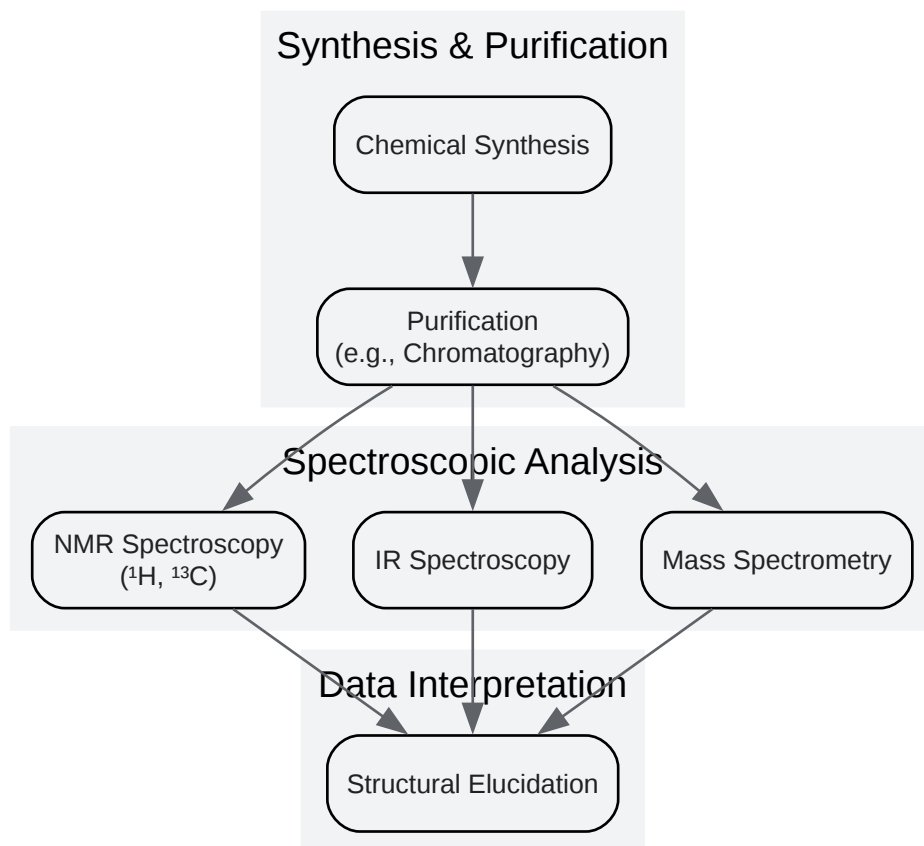 Synthesis & Purification
Chemical Synthesis
Purification
(e.g., Chromatography)
Spectroscopic Analysis
NMR Spectroscopy
(¹H, ¹³C)
IR Spectroscopy
Mass Spectrometry
Data Interpretation
Structural Elucidation